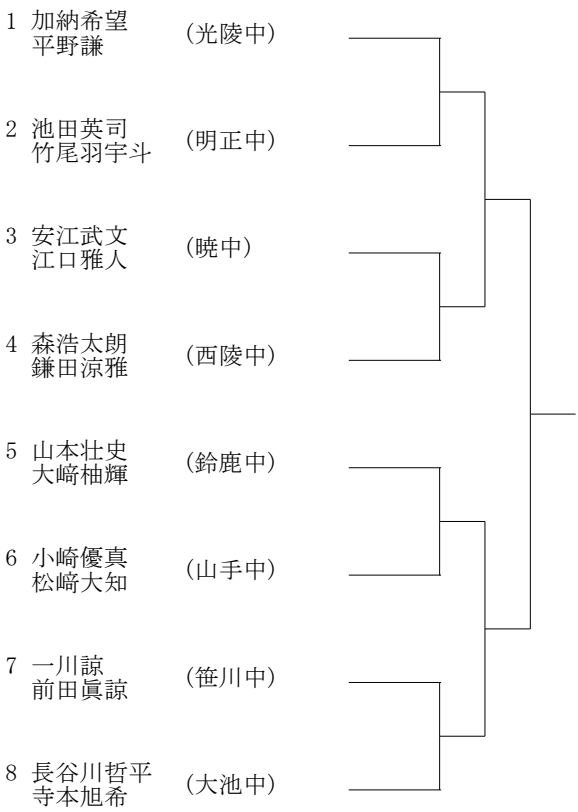 1 加納希望
平野謙 (光陵中)
2 池田英司
竹尾羽宇斗 (明正中)
3 安江武文
江口雅人 (暁中)
4 森浩太朗
鎌田涼雅 (西陵中)
5 山本壮史
大﨑柚輝 (鈴鹿中)
6 小崎優真
松﨑大知 (山手中)
7 一川諒
前田眞諒 (笹川中)
8 長谷川哲平
寺本旭希 (大池中)